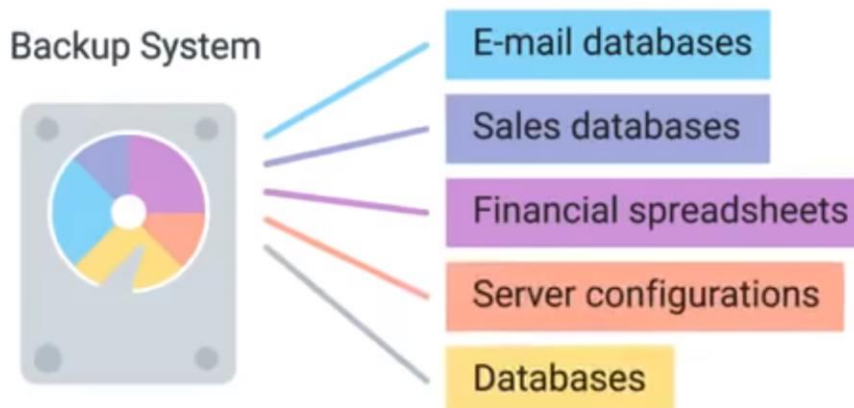 Backup System
E-mail databases
Sales databases
Financial spreadsheets
Server configurations
Databases